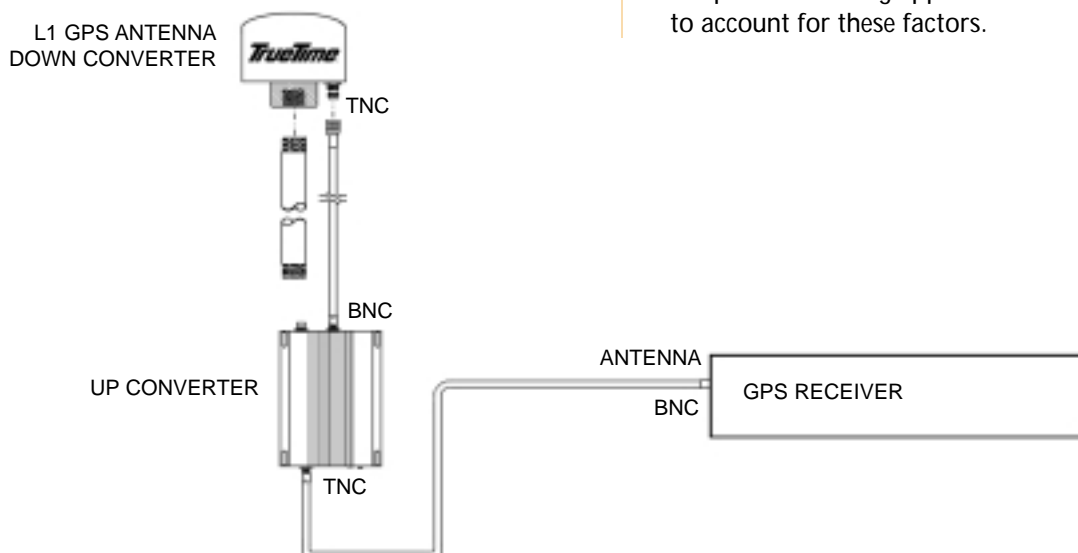 to account for these factors.
L1 GPS ANTENNA
DOWN CONVERTER
TrueTime
TNC
BNC
UP CONVERTER
ANTENNA
GPS RECEIVER
BNC
TNC